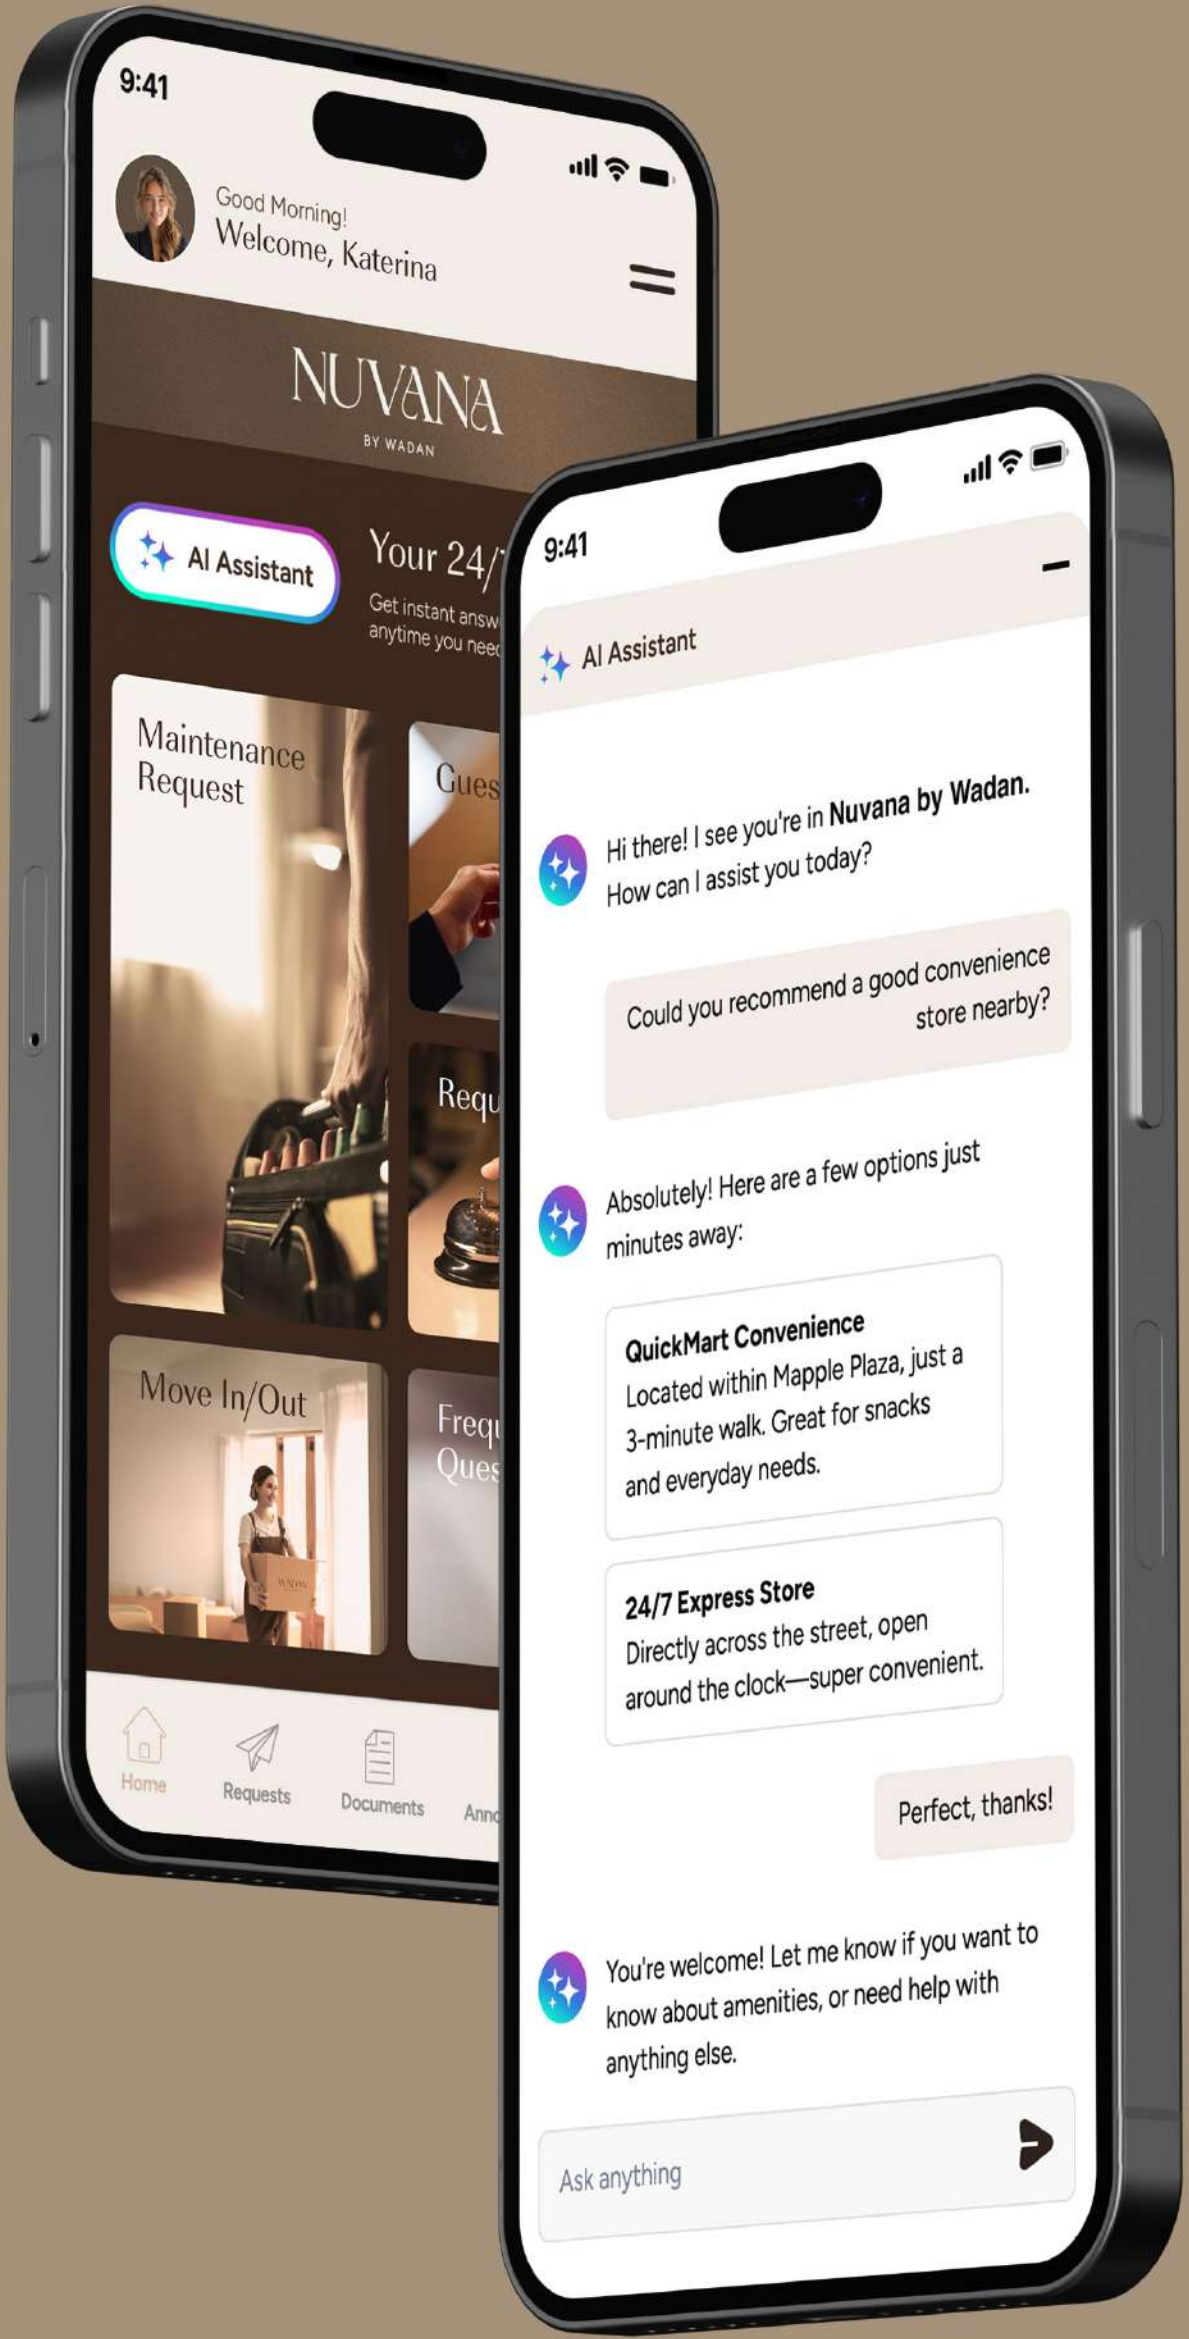 9:41
Good Morning!
Welcome, Katerina
NUVANA
BY WADAN
AI Assistant
Your 24/
Get instant answ
anytime you need
Maintenance
Request
Gues
Requ
Move In/Out
WADAN
Frequ
Ques
Home
Requests
Documents
Anno
9:41
AI Assistant
Hi there! I see you're in Nuvana by Wadan.
How can I assist you today?
Could you recommend a good convenience
store nearby?
Absolutely! Here are a few options just
minutes away:
QuickMart Convenience
Located within Mapple Plaza, just a
3-minute walk. Great for snacks
and everyday needs.
24/7 Express Store
Directly across the street, open
around the clock—super convenient.
Perfect, thanks!
You're welcome! Let me know if you want to
know about amenities, or need help with
anything else.
Ask anything